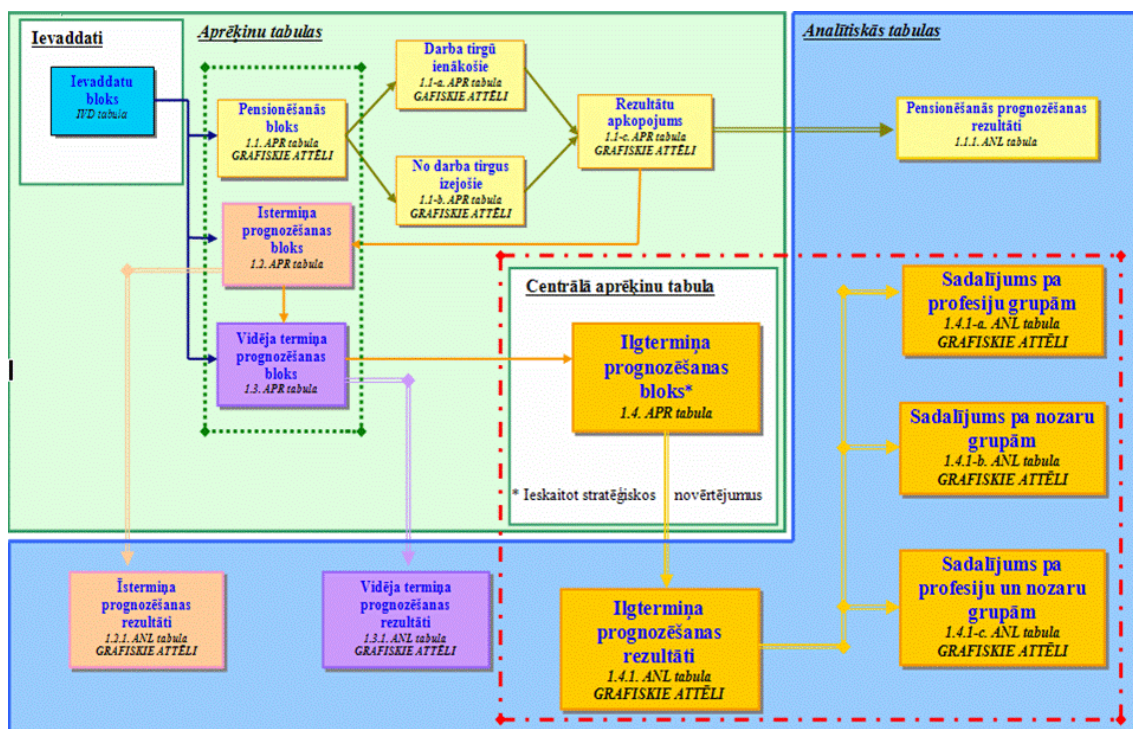 Ievaddati
Aprēķinu tabulas
Analītiskās tabulas
Ievaddatu
bloks
IVD tabula
Pensionēšanās
bloks
1.1. APR tabula
GRAFISKIE ATTĒLI
Darba tirgū
ienākošie
1.1-a. APR tabula
GAFISKIE ATTĒLI
No darba tirgus
izejošie
1.1-b. APR tabula
GRAFISKIE ATTĒLI
Rezultātu
apkopojums
1.1-c. APR tabula
GRAFISKIE ATTĒLI
Pensionēšanās prognozēšanas
rezultāti
1.1.1. ANL tabula
Istermiņa
prognozēšanas
bloks
1.2. APR tabula
Vidēja termiņa
prognozēšanas
bloks
1.3. APR tabula
Centrālā aprēķinu tabula
Ilgtermiņa
prognozēšanas
bloks*
1.4. APR tabula
* Ieskaitot stratēģiskos novērtējumus
Sadalījums pa
profesiju grupām
1.4.1-a. ANL tabula
GRAFISKIE ATTĒLI
Sadalījums pa nozaru
grupām
1.4.1-b. ANL tabula
GRAFISKIE ATTĒLI
Sadalījums pa
profesiju un nozaru
grupām
1.4.1-c. ANL tabula
GRAFISKIE ATTĒLI
Īstermiņa
prognozēšanas
rezultāti
1.2.1. ANL tabula
GRAFISKIE ATTĒLI
Vidēja termiņa
prognozēšanas
rezultāti
1.3.1. ANL tabula
GRAFISKIE ATTĒLI
Ilgtermiņa
prognozēšanas
rezultāti
1.4.1. ANL tabula
GRAFISKIE ATTĒLI